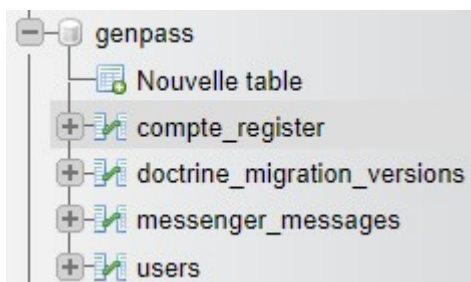 genpass
Nouvelle table
compte_register
doctrine_migration_versions
messenger_messages
users